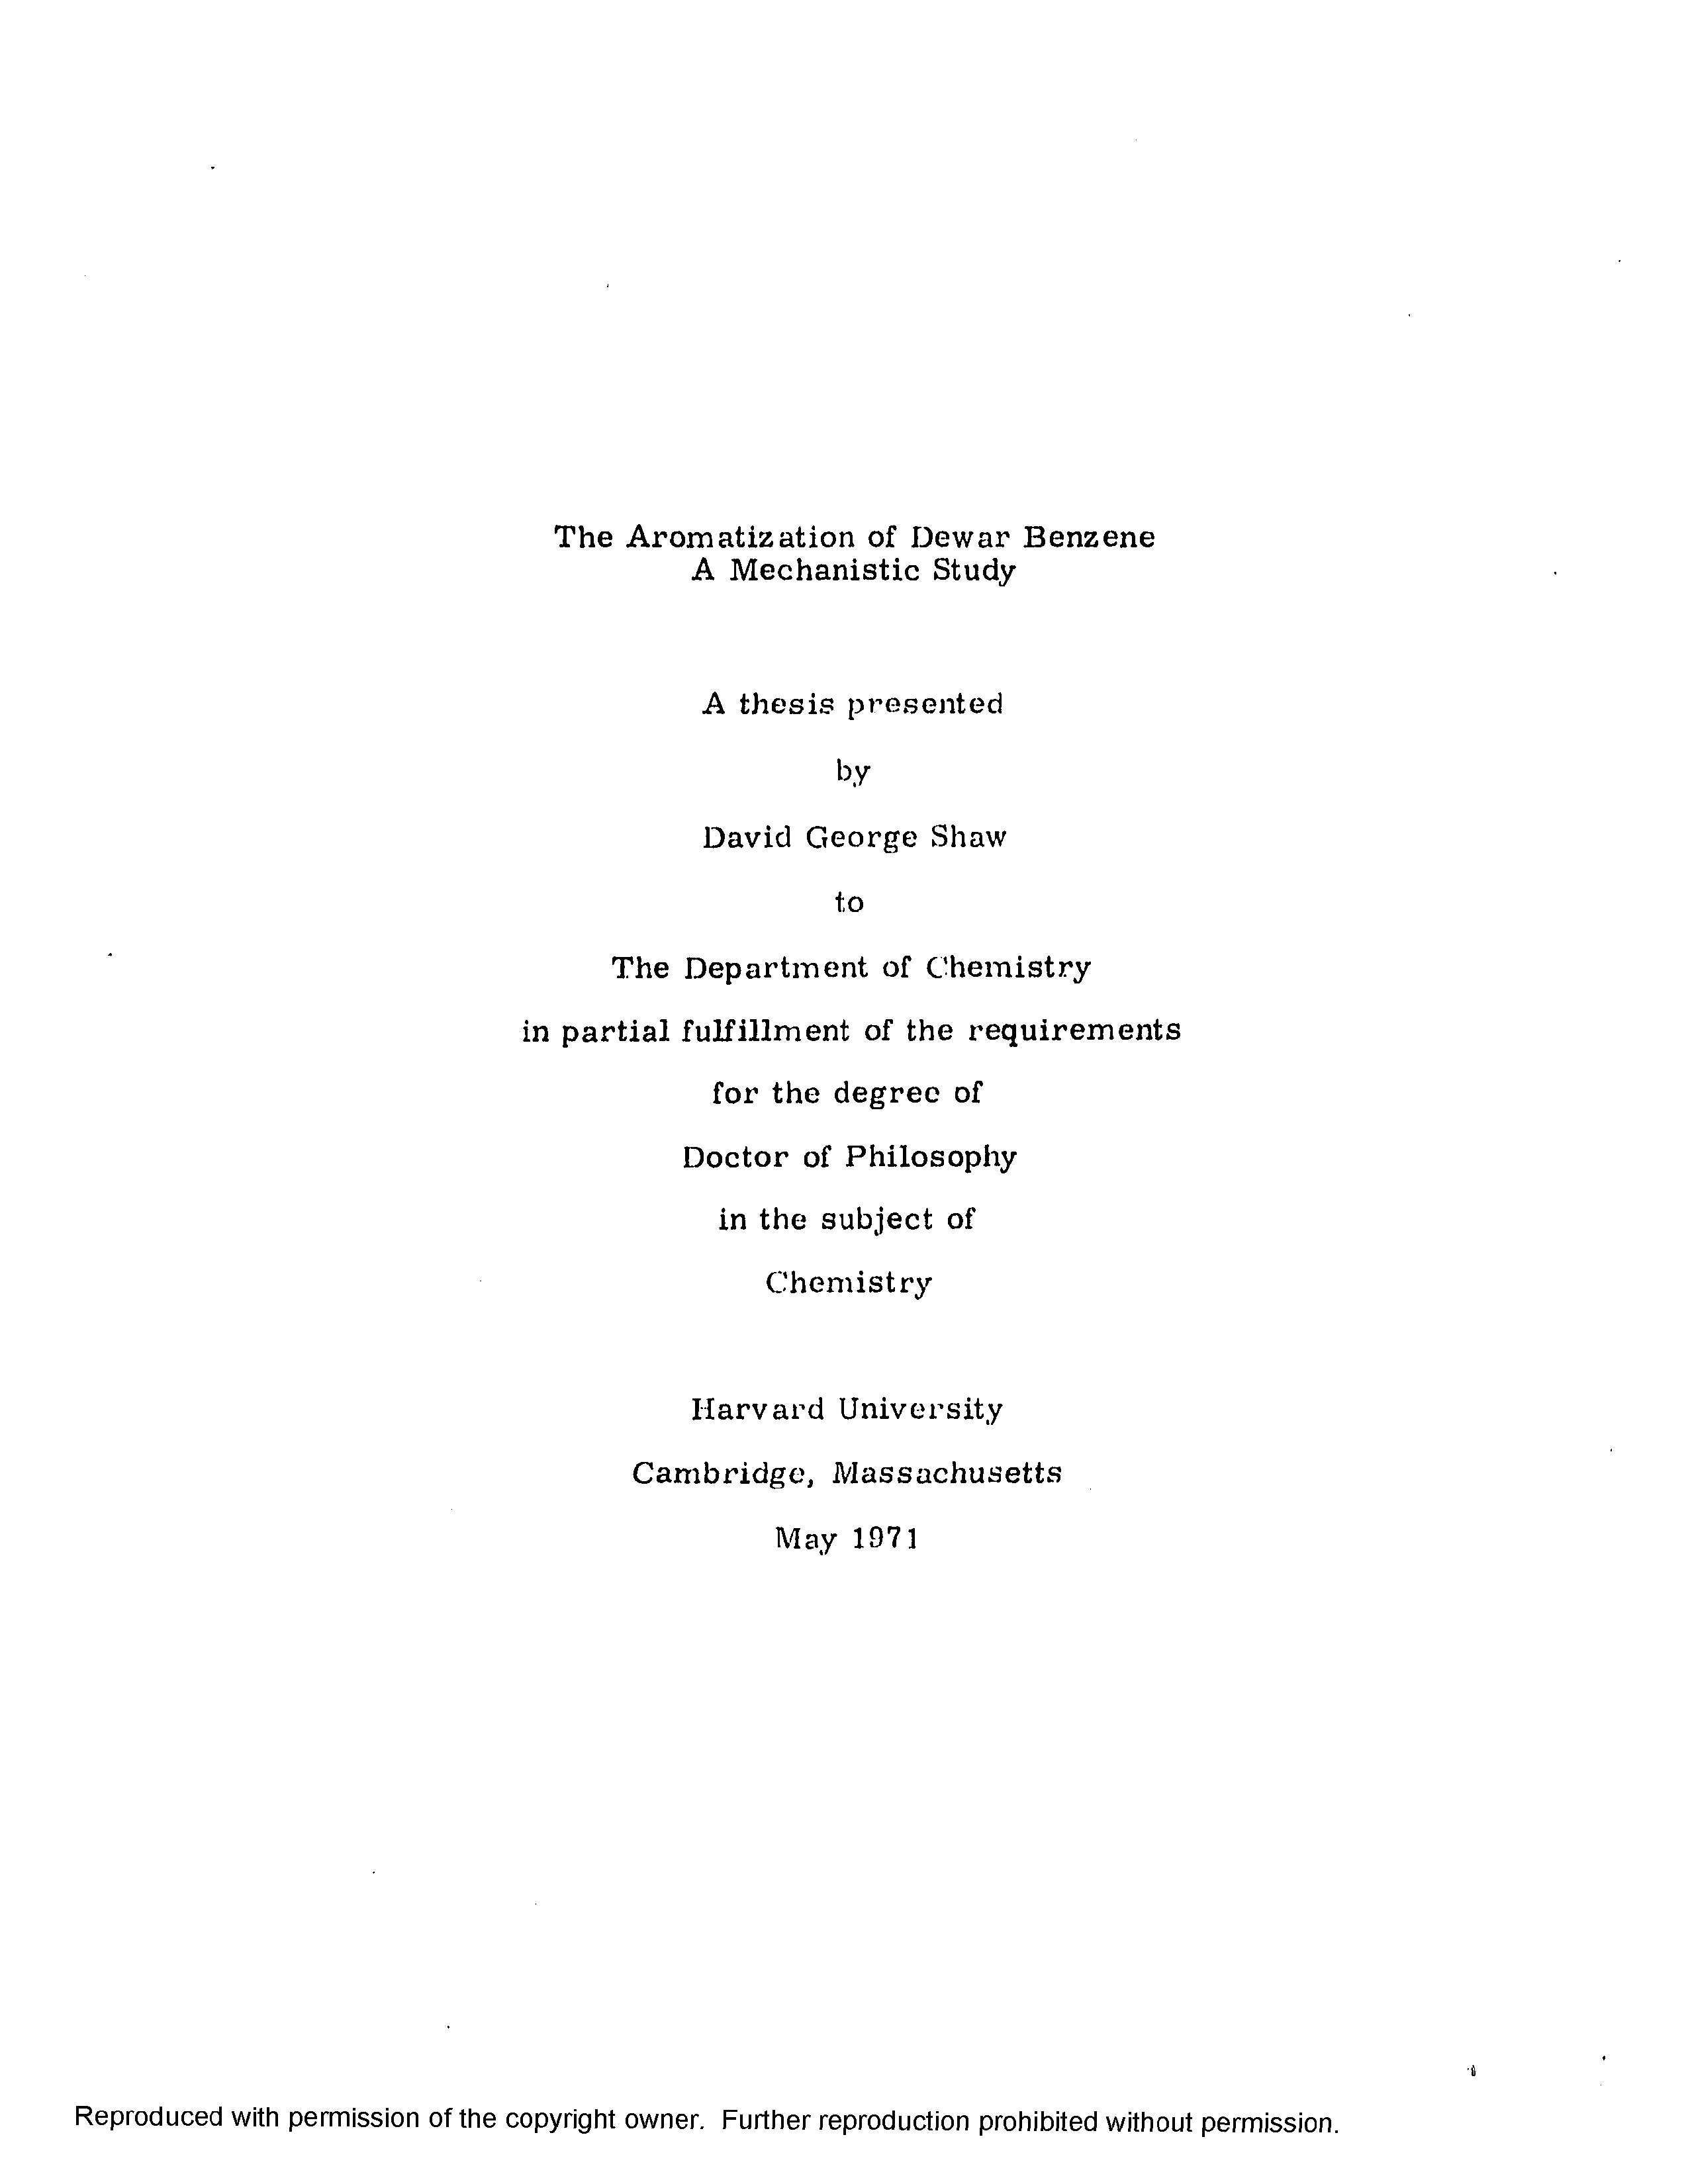 The Aromatization of Dewar Benzene
A Mechanistic Study
A thesis presented
by
David George Shaw
to
The Department of Chemistry
in partial fulfillment of the requirements
for the degree of
Doctor of Philosophy
in the subject of
Chemistry
Harvard University
Cambridge, Massachusetts
May 1971
Reproduced with permission of the copyright owner. Further reproduction prohibited without permission.